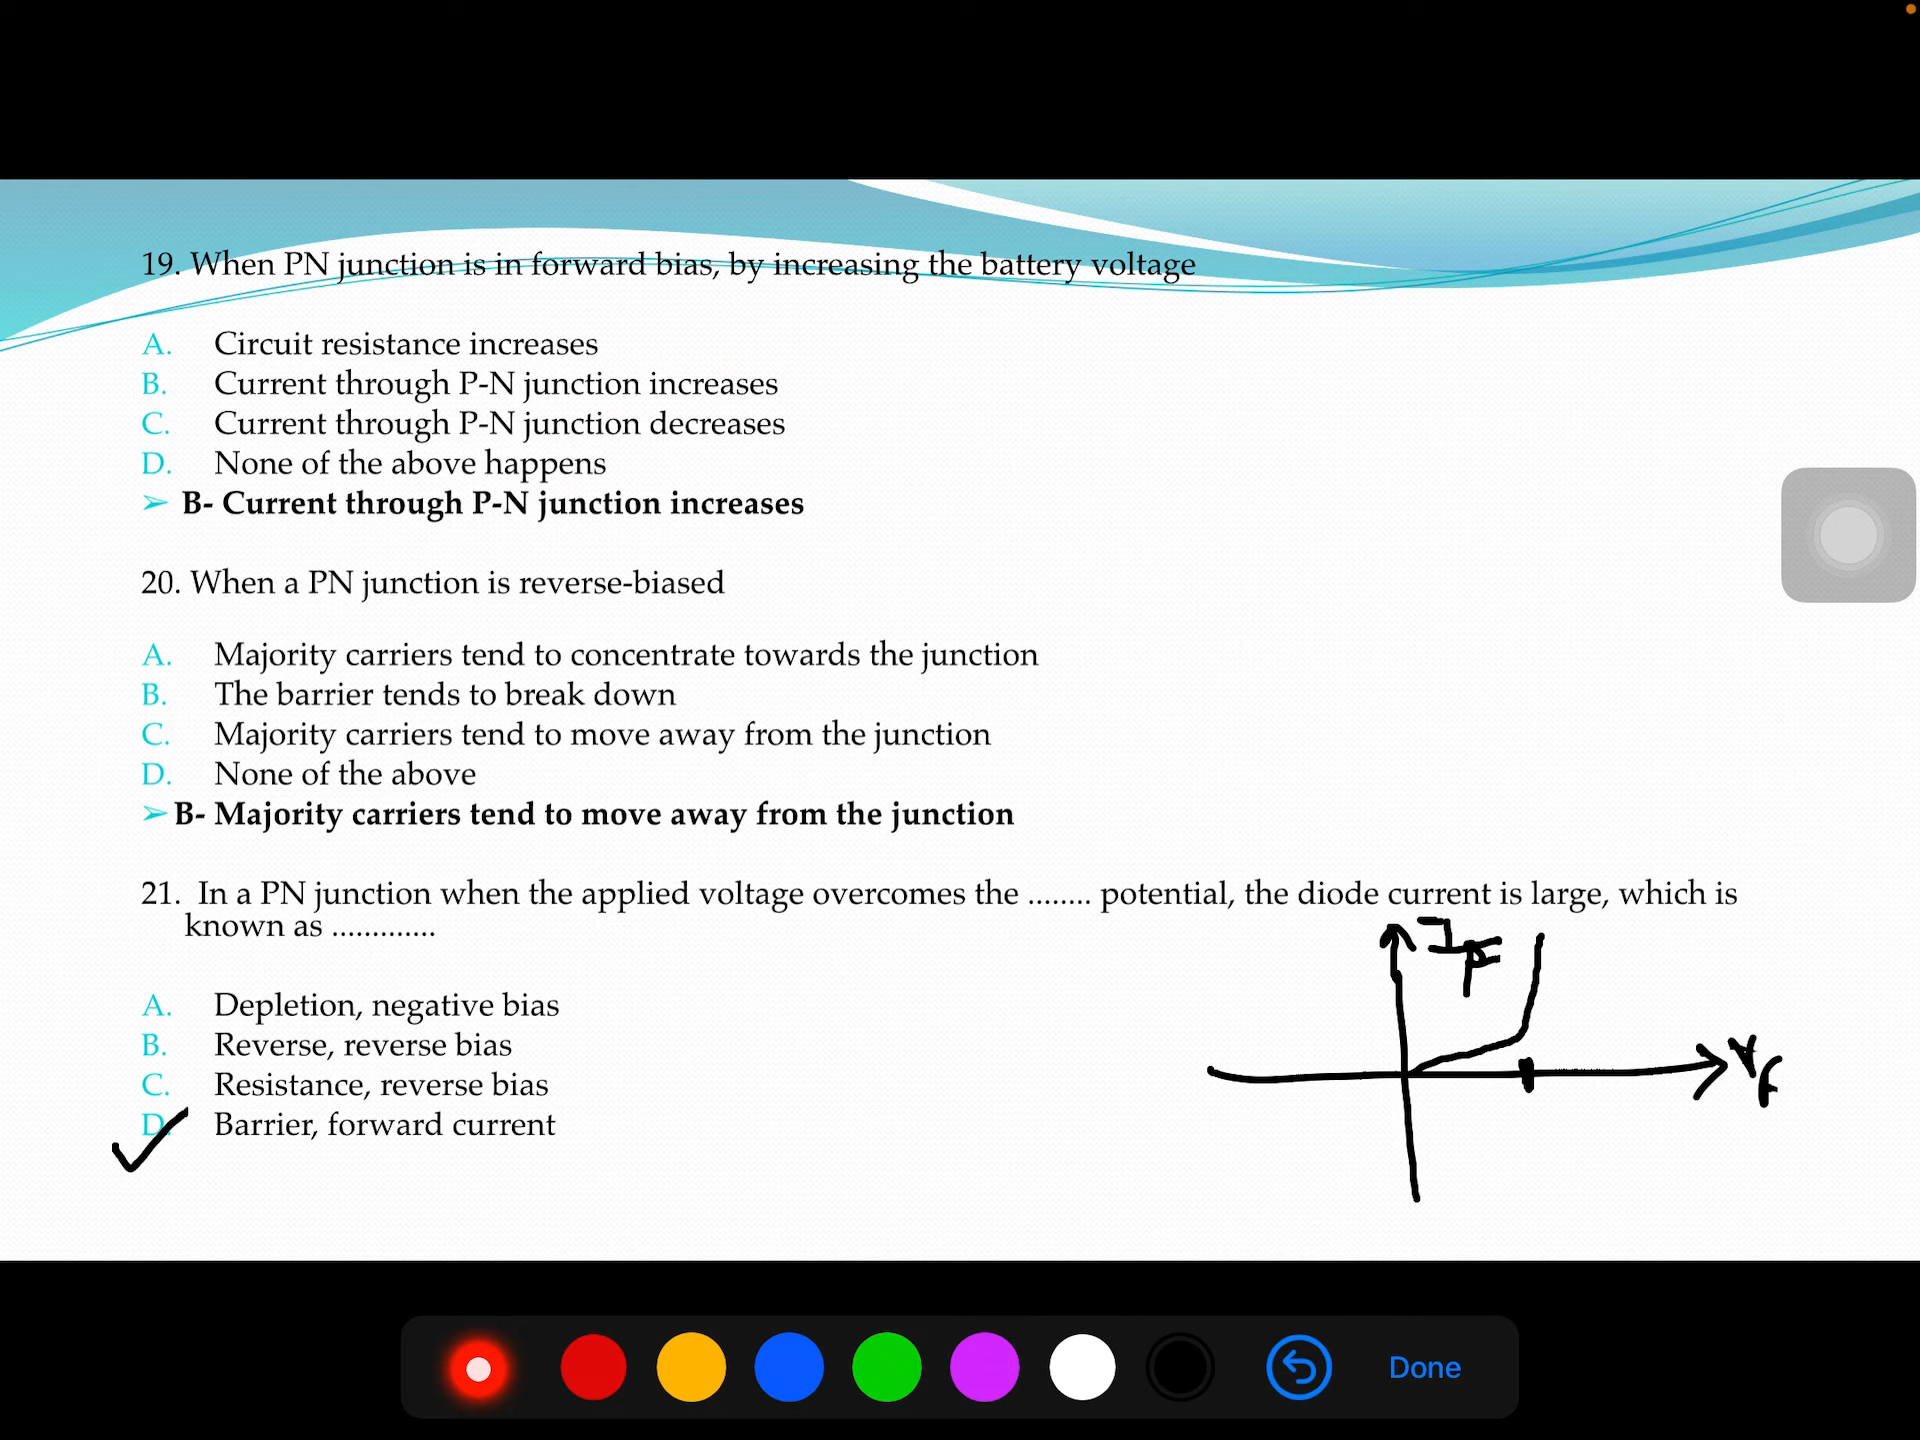 19. When PN junction is in forward bias, by increasing the battery voltage
A. Circuit resistance increases
B. Current through P-N junction increases
C. Current through P-N junction decreases
D. None of the above happens
➢ B- Current through P-N junction increases
20. When a PN junction is reverse-biased
A. Majority carriers tend to concentrate towards the junction
B. The barrier tends to break down
C. Majority carriers tend to move away from the junction
D. None of the above
➢ B- Majority carriers tend to move away from the junction
21. In a PN junction when the applied voltage overcomes the ........ potential, the diode current is large, which is
known as .............
A. Depletion, negative bias
B. Reverse, reverse bias
C. Resistance, reverse bias
D. Barrier, forward current
IF
Vf
Done